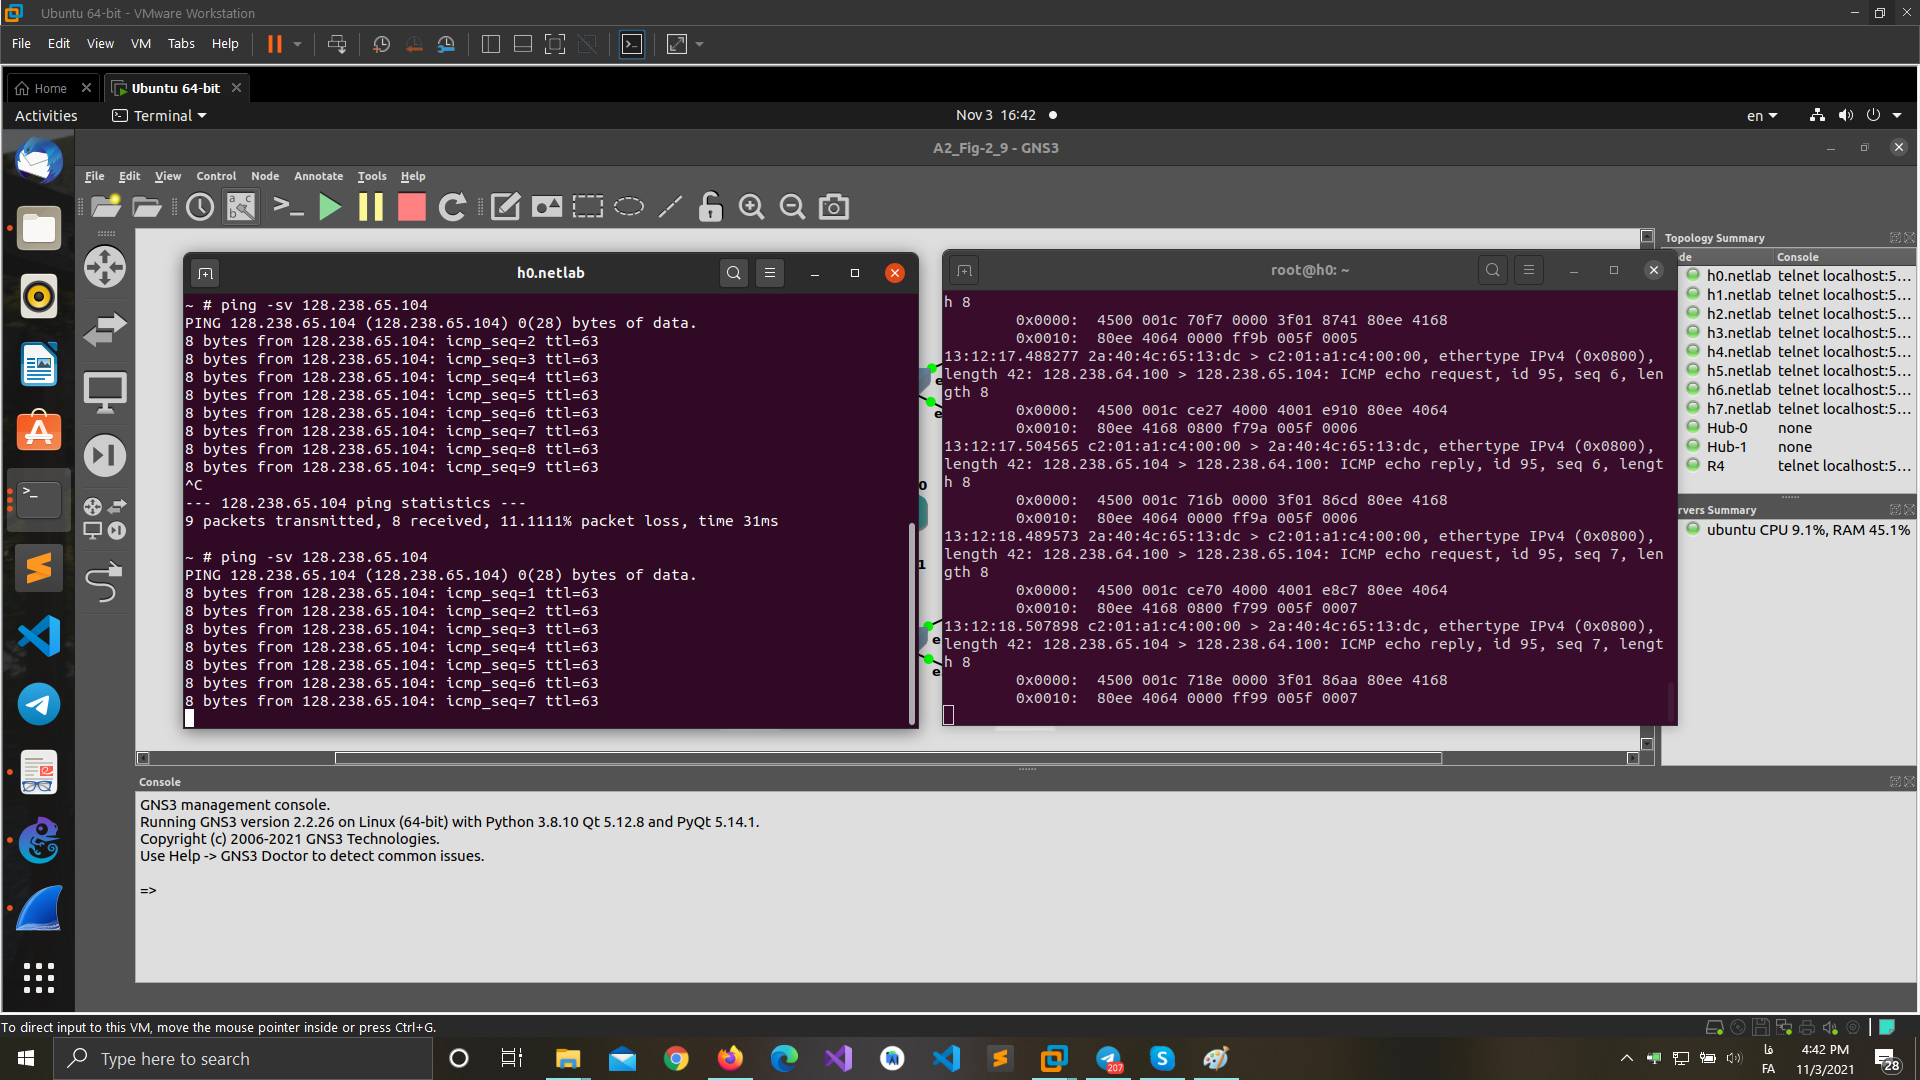 Ubuntu 64-bit - VMware Workstation
File Edit View VM Tabs Help
Home
Ubuntu 64-bit
Activities
Terminal
Nov 3 16:42
en
A2_Fig-2_9 - GNS3
File Edit View Control Node Annotate Tools Help
h0.netlab
~ # ping -sv 128.238.65.104
PING 128.238.65.104 (128.238.65.104) 0(28) bytes of data.
8 bytes from 128.238.65.104: icmp_seq=2 ttl=63
8 bytes from 128.238.65.104: icmp_seq=3 ttl=63
8 bytes from 128.238.65.104: icmp_seq=4 ttl=63
8 bytes from 128.238.65.104: icmp_seq=5 ttl=63
8 bytes from 128.238.65.104: icmp_seq=6 ttl=63
8 bytes from 128.238.65.104: icmp_seq=7 ttl=63
8 bytes from 128.238.65.104: icmp_seq=8 ttl=63
8 bytes from 128.238.65.104: icmp_seq=9 ttl=63
^C
--- 128.238.65.104 ping statistics ---
9 packets transmitted, 8 received, 11.1111% packet loss, time 31ms
~ # ping -sv 128.238.65.104
PING 128.238.65.104 (128.238.65.104) 0(28) bytes of data.
8 bytes from 128.238.65.104: icmp_seq=1 ttl=63
8 bytes from 128.238.65.104: icmp_seq=2 ttl=63
8 bytes from 128.238.65.104: icmp_seq=3 ttl=63
8 bytes from 128.238.65.104: icmp_seq=4 ttl=63
8 bytes from 128.238.65.104: icmp_seq=5 ttl=63
8 bytes from 128.238.65.104: icmp_seq=6 ttl=63
8 bytes from 128.238.65.104: icmp_seq=7 ttl=63
e
e
0
1
e
e
root@h0: ~
h 8
0x0000: 4500 001c 70f7 0000 3f01 8741 80ee 4168
0x0010: 80ee 4064 0000 ff9b 005f 0005
13:12:17.488277 2a:40:4c:65:13:dc > c2:01:a1:c4:00:00, ethertype IPv4 (0x0800),
length 42: 128.238.64.100 > 128.238.65.104: ICMP echo request, id 95, seq 6, len
gth 8
0x0000: 4500 001c ce27 4000 4001 e910 80ee 4064
0x0010: 80ee 4168 0800 f79a 005f 0006
13:12:17.504565 c2:01:a1:c4:00:00 > 2a:40:4c:65:13:dc, ethertype IPv4 (0x0800),
length 42: 128.238.65.104 > 128.238.64.100: ICMP echo reply, id 95, seq 6, lengt
h 8
0x0000: 4500 001c 716b 0000 3f01 86cd 80ee 4168
0x0010: 80ee 4064 0000 ff9a 005f 0006
13:12:18.489573 2a:40:4c:65:13:dc > c2:01:a1:c4:00:00, ethertype IPv4 (0x0800),
length 42: 128.238.64.100 > 128.238.65.104: ICMP echo request, id 95, seq 7, len
gth 8
0x0000: 4500 001c ce70 4000 4001 e8c7 80ee 4064
0x0010: 80ee 4168 0800 f799 005f 0007
13:12:18.507898 c2:01:a1:c4:00:00 > 2a:40:4c:65:13:dc, ethertype IPv4 (0x0800),
length 42: 128.238.65.104 > 128.238.64.100: ICMP echo reply, id 95, seq 7, lengt
h 8
0x0000: 4500 001c 718e 0000 3f01 86aa 80ee 4168
0x0010: 80ee 4064 0000 ff99 005f 0007
Topology Summary
de Console
h0.netlab telnet localhost:5...
h1.netlab telnet localhost:5...
h2.netlab telnet localhost:5...
h3.netlab telnet localhost:5...
h4.netlab telnet localhost:5...
h5.netlab telnet localhost:5...
h6.netlab telnet localhost:5...
h7.netlab telnet localhost:5...
Hub-0 none
Hub-1 none
R4 telnet localhost:5...
rvers Summary
ubuntu CPU 9.1%, RAM 45.1%
Console
GNS3 management console.
Running GNS3 version 2.2.26 on Linux (64-bit) with Python 3.8.10 Qt 5.12.8 and PyQt 5.14.1.
Copyright (c) 2006-2021 GNS3 Technologies.
Use Help -> GNS3 Doctor to detect common issues.
=>
To direct input to this VM, move the mouse pointer inside or press Ctrl+G.
Type here to search
207
فا
FA
4:42 PM
11/3/2021
28